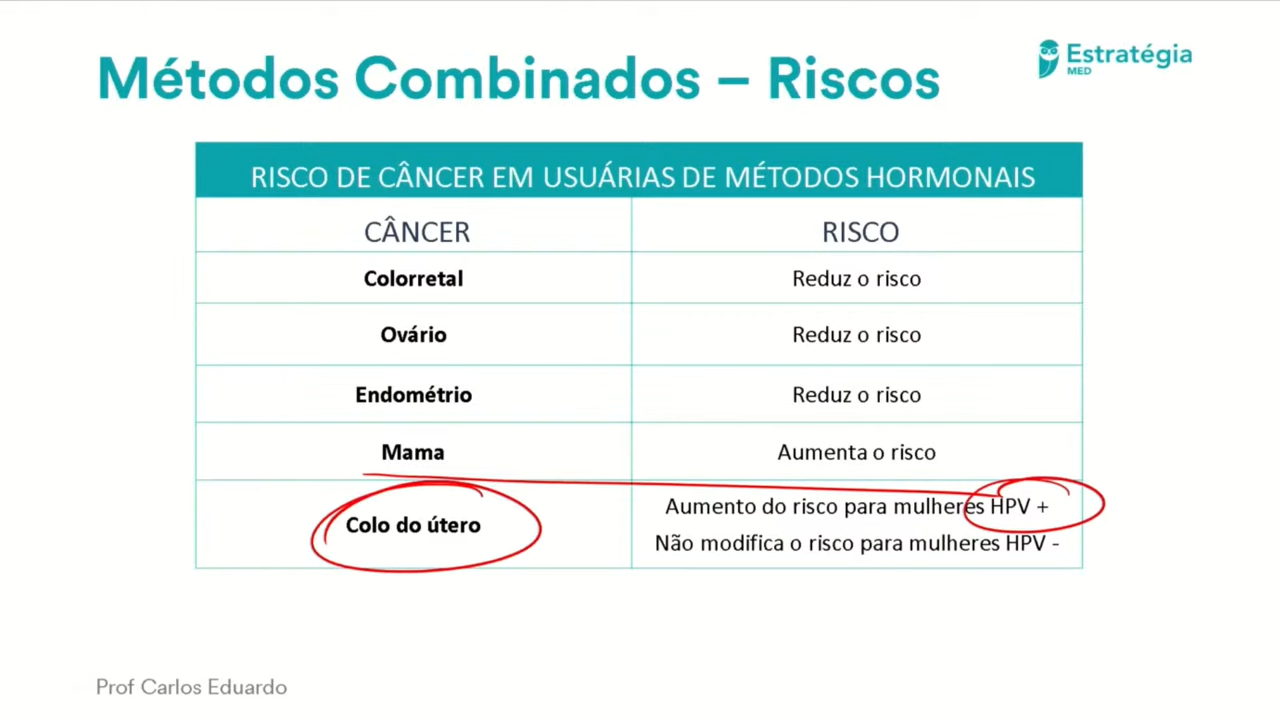 Métodos Combinados – Riscos
Estratégia
MED
RISCO DE CÂNCER EM USUÁRIAS DE MÉTODOS HORMONAIS
CÂNCER RISCO
Colorretal Reduz o risco
Ovário Reduz o risco
Endométrio Reduz o risco
Mama Aumenta o risco
Colo do útero Aumento do risco para mulheres HPV +
Não modifica o risco para mulheres HPV -
Prof Carlos Eduardo